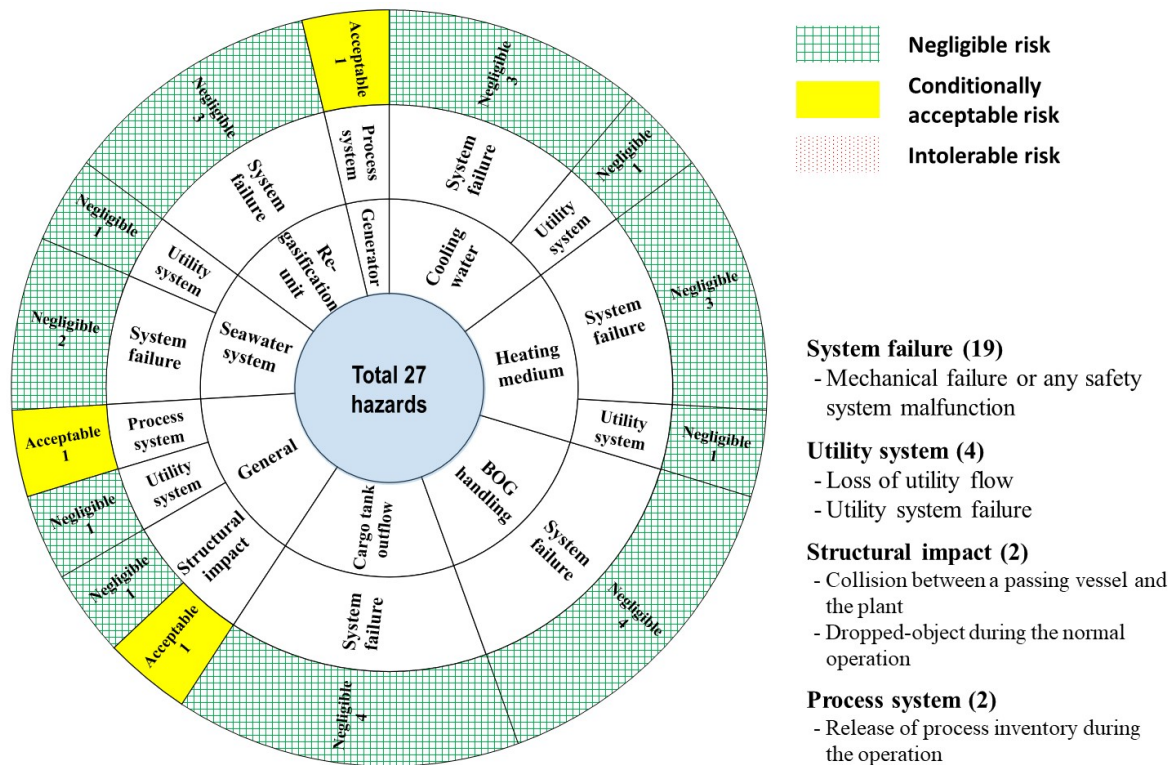 Total 27
hazards
Cooling
water
Heating
medium
BOG
handling
Cargo tank
outflow
General
Seawater
system
Re-
gasification
unit
Generator
System
failure
Utility
system
System
failure
Utility
system
System
failure
System
failure
Structural
impact
Utility
system
Process
system
System
failure
Utility
system
System
failure
Process
system
Negligible
3
Negligible
1
Negligible
3
Negligible
1
Negligible
4
Negligible
4
Acceptable
1
Negligible
1
Negligible
1
Acceptable
1
Negligible
2
Negligible
1
Negligible
3
Acceptable
1
Negligible risk
Conditionally
acceptable risk
Intolerable risk
System failure (19)
- Mechanical failure or any safety
system malfunction
Utility system (4)
- Loss of utility flow
- Utility system failure
Structural impact (2)
- Collision between a passing vessel and
the plant
- Dropped-object during the normal
operation
Process system (2)
- Release of process inventory during
the operation